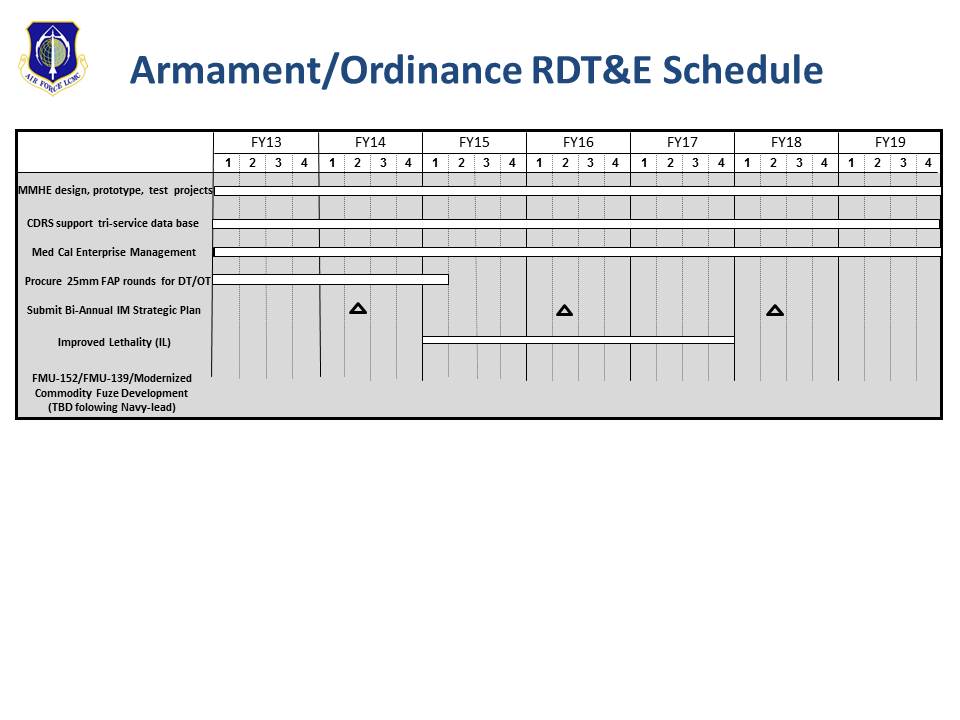 AIR FORCE LCMC
Armament/Ordinance RDT&E Schedule
FY13 FY14 FY15 FY16 FY17 FY18 FY19
1 2 3 4 1 2 3 4 1 2 3 4 1 2 3 4 1 2 3 4 1 2 3 4 1 2 3 4
MMHE design, prototype, test projects
CDRS support tri-service data base
Med Cal Enterprise Management
Procure 25mm FAP rounds for DT/OT
Submit Bi-Annual IM Strategic Plan
Improved Lethality (IL)
FMU-152/FMU-139/Modernized
Commodity Fuze Development
(TBD folowing Navy-lead)